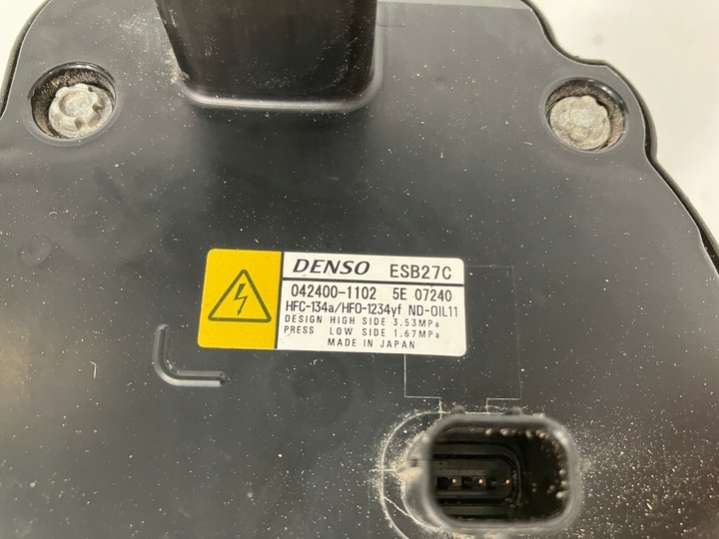 DENSO ESB27C
042400-1102 5E 07240
HFC-134a/HFO-1234yf ND-OIL11
DESIGN HIGH SIDE 3.53MPa
PRESS LOW SIDE 1.67MPa
MADE IN JAPAN